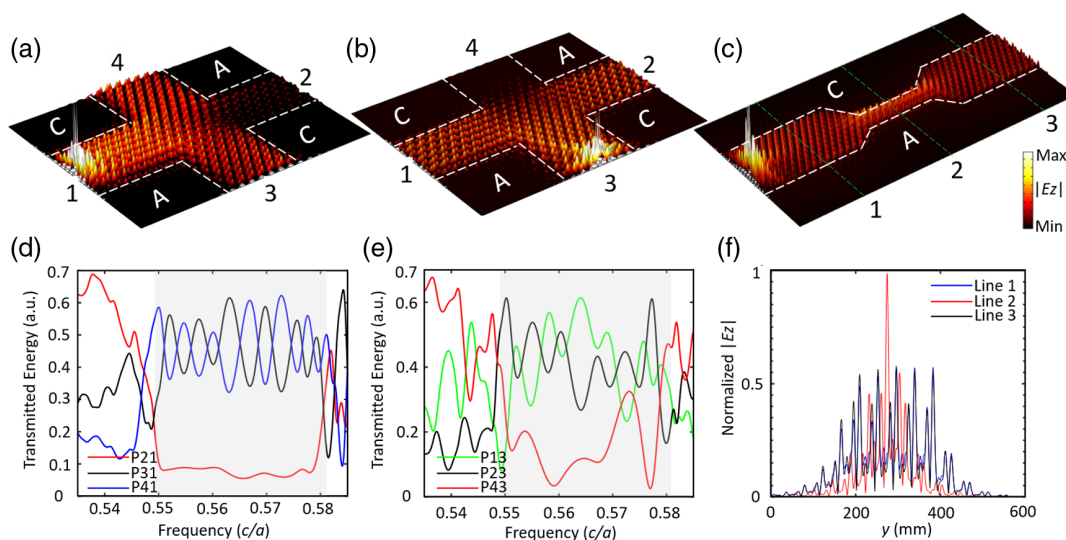 (a)
4
A
2
C
C
1
A
3
(b)
4
A
2
C
C
1
A
3
(c)
C
A
3
2
1
Max
|Ez|
Min
(d)
Transmitted Energy (a.u.)
0.7
0.6
0.5
0.4
0.3
0.2
0.1
0
P21
P31
P41
0.54 0.55 0.56 0.57 0.58
Frequency (c/a)
(e)
Transmitted Energy (a.u.)
0.7
0.6
0.5
0.4
0.3
0.2
0.1
0
P13
P23
P43
0.54 0.55 0.56 0.57 0.58
Frequency (c/a)
(f)
Normalized |Ez|
1
0.5
0
Line 1
Line 2
Line 3
0 200 400 600
y (mm)